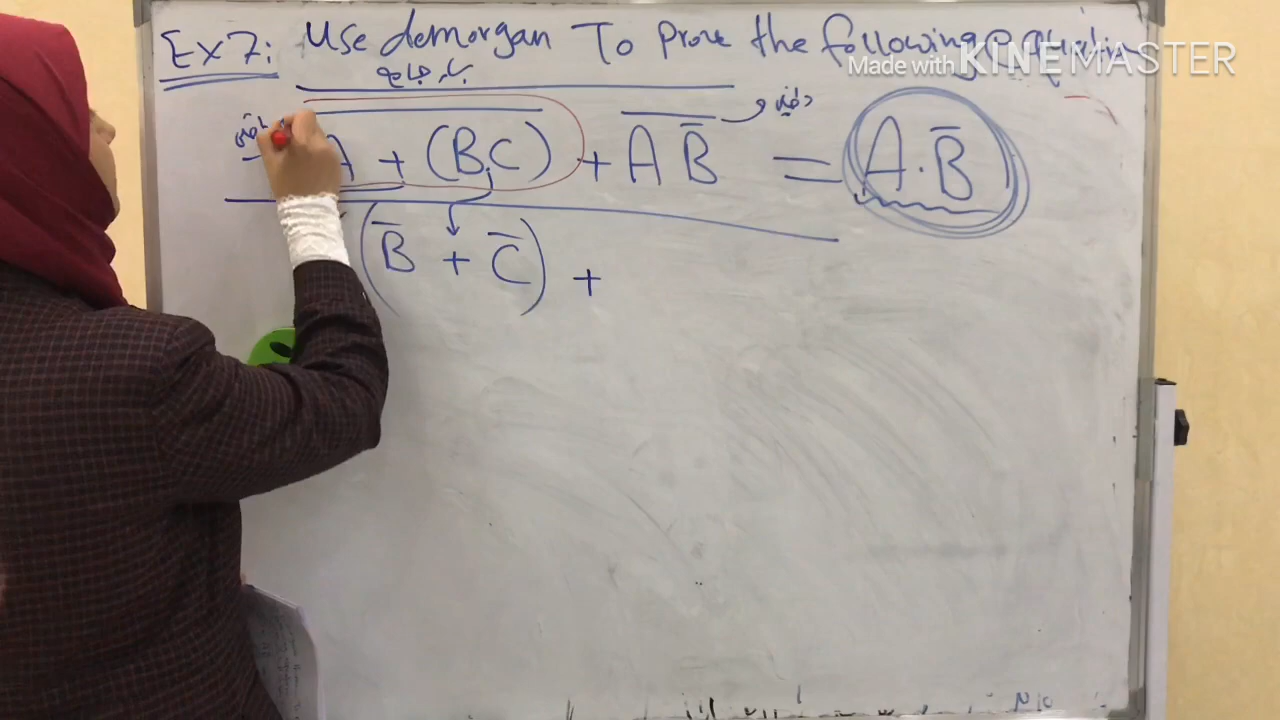 Ex7: Use demorgan To Prove the following
Made with KINEMASTER
A + (B.C) + A B̅ = A . B̅
(B̅ + C̅) +